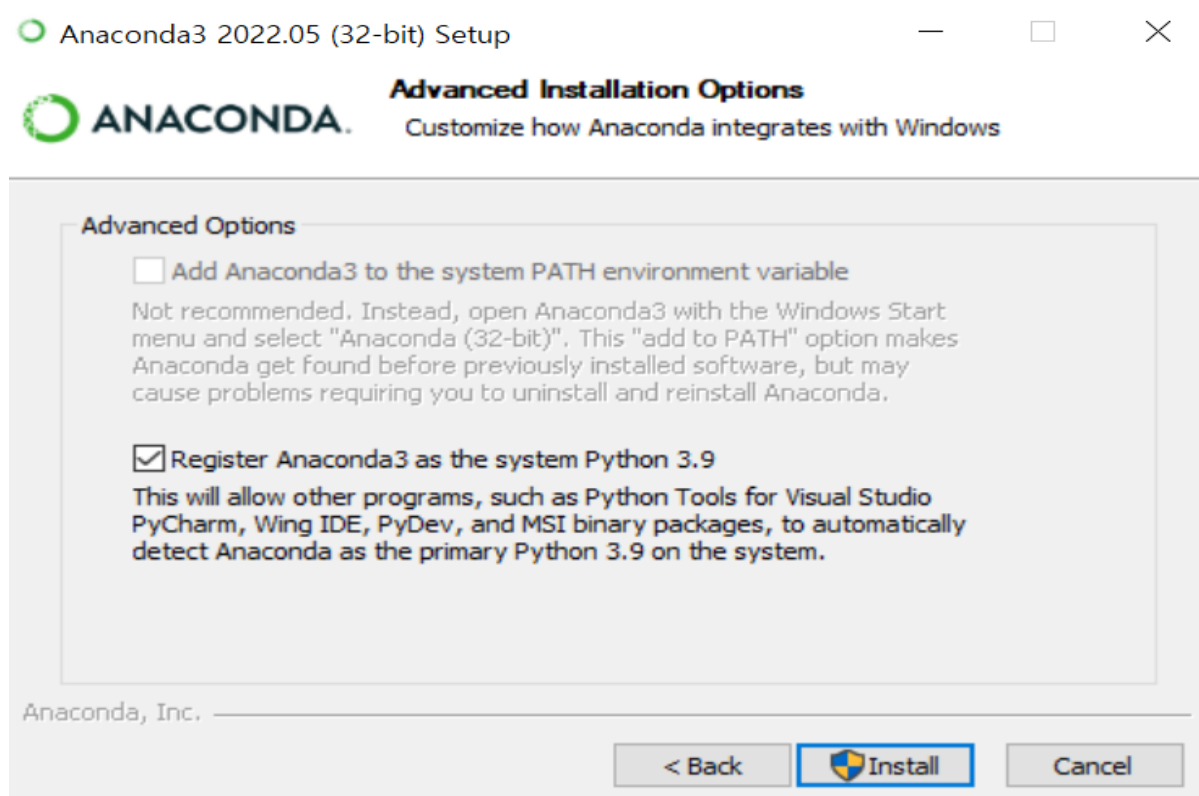 Anaconda3 2022.05 (32-bit) Setup
ANACONDA.
Advanced Installation Options
Customize how Anaconda integrates with Windows
Advanced Options
Add Anaconda3 to the system PATH environment variable
Not recommended. Instead, open Anaconda3 with the Windows Start
menu and select "Anaconda (32-bit)". This "add to PATH" option makes
Anaconda get found before previously installed software, but may
cause problems requiring you to uninstall and reinstall Anaconda.
Register Anaconda3 as the system Python 3.9
This will allow other programs, such as Python Tools for Visual Studio
PyCharm, Wing IDE, PyDev, and MSI binary packages, to automatically
detect Anaconda as the primary Python 3.9 on the system.
Anaconda, Inc.
< Back
Install
Cancel